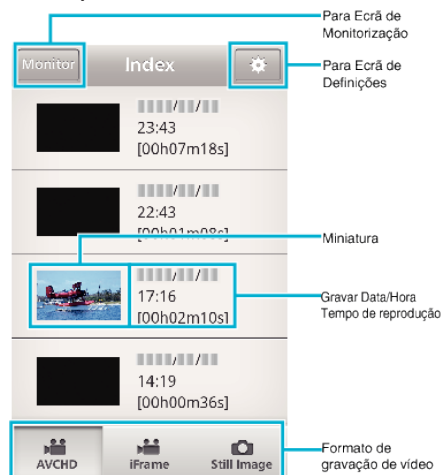 Para Ecrã de
Monitorização
Monitor
Index
Para Ecrã de
Definições
23:43
[00h07m18s]
22:43
[00h01m08s]
Miniatura
17:16
[00h02m10s]
Gravar Data/Hora
Tempo de reprodução
14:19
[00h00m36s]
AVCHD
iFrame
Still Image
Formato de
gravação de vídeo